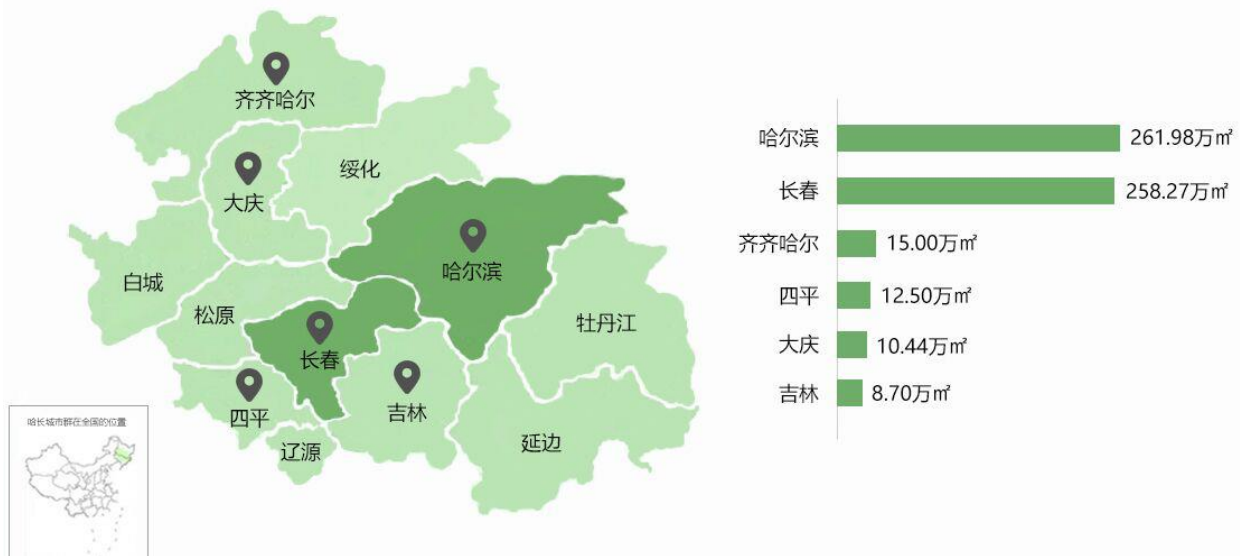 齐齐哈尔
绥化
大庆
哈尔滨
白城
松原
牡丹江
长春
四平
吉林
延边
辽源
哈长城市群在全国的位置
哈尔滨 261.98万㎡
长春 258.27万㎡
齐齐哈尔 15.00万㎡
四平 12.50万㎡
大庆 10.44万㎡
吉林 8.70万㎡